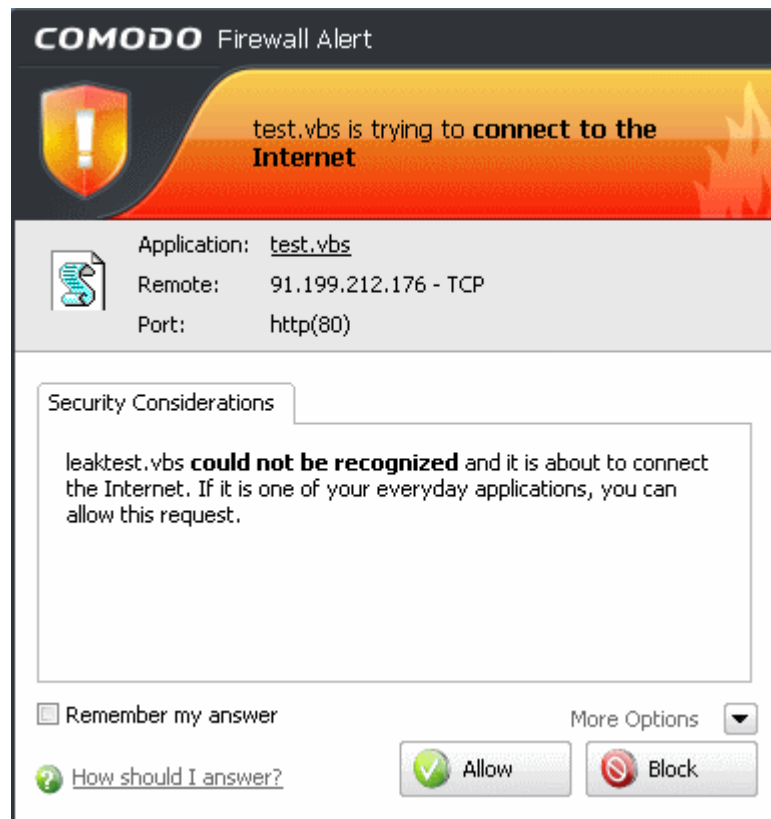 COMODO Firewall Alert
test.vbs is trying to connect to the
Internet
Application: test.vbs
Remote: 91.199.212.176 - TCP
Port: http(80)
Security Considerations
leaktest.vbs could not be recognized and it is about to connect
the Internet. If it is one of your everyday applications, you can
allow this request.
Remember my answer
More Options
How should I answer?
Allow
Block